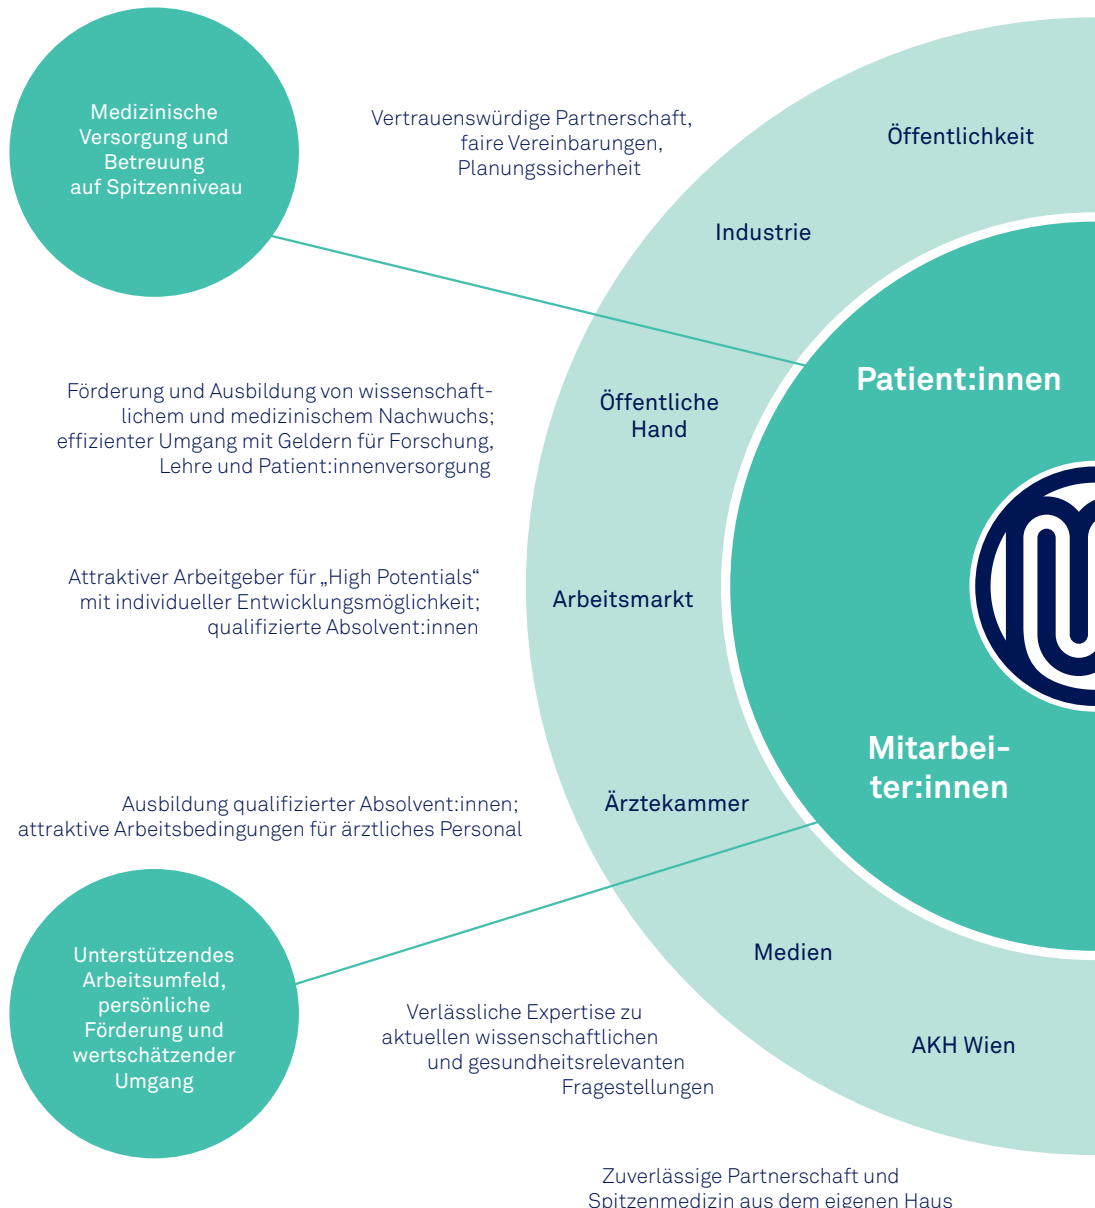 Medizinische
Versorgung und
Betreuung
auf Spitzenniveau
Vertrauenswürdige Partnerschaft,
faire Vereinbarungen,
Planungssicherheit
Öffentlichkeit
Industrie
Patient:innen
Förderung und Ausbildung von wissenschaft-
lichem und medizinischem Nachwuchs;
effizienter Umgang mit Geldern für Forschung,
Lehre und Patient:innenversorgung
Öffentliche
Hand
Attraktiver Arbeitgeber für „High Potentials“
mit individueller Entwicklungsmöglichkeit;
qualifizierte Absolvent:innen
Arbeitsmarkt
Mitarbei-
ter:innen
Ausbildung qualifizierter Absolvent:innen;
attraktive Arbeitsbedingungen für ärztliches Personal
Ärztekammer
Unterstützendes
Arbeitsumfeld,
persönliche
Förderung und
wertschätzender
Umgang
Medien
Verlässliche Expertise zu
aktuellen wissenschaftlichen
und gesundheitsrelevanten
Fragestellungen
AKH Wien
Zuverlässige Partnerschaft und
Spitzenmedizin aus dem eigenen Haus